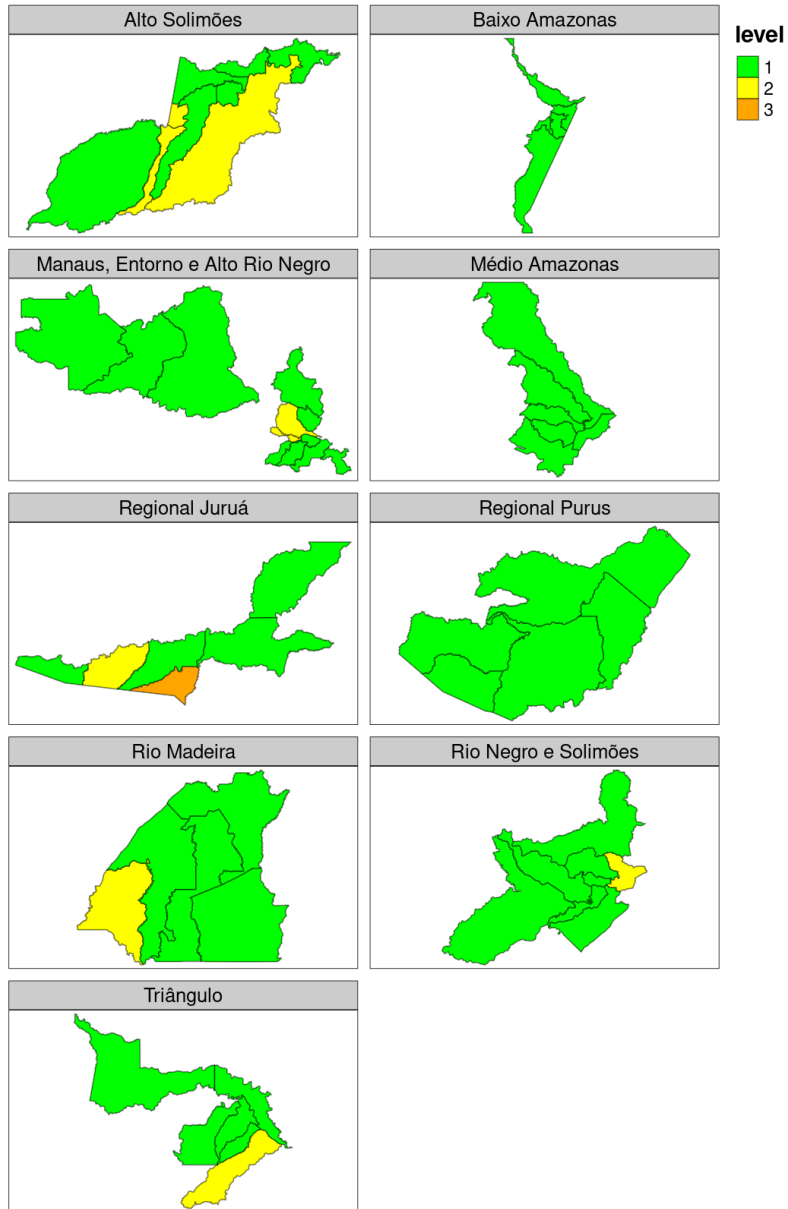 Alto Solimões
Baixo Amazonas
level
1
2
3
Manaus, Entorno e Alto Rio Negro
Médio Amazonas
Regional Juruá
Regional Purus
Rio Madeira
Rio Negro e Solimões
Triângulo